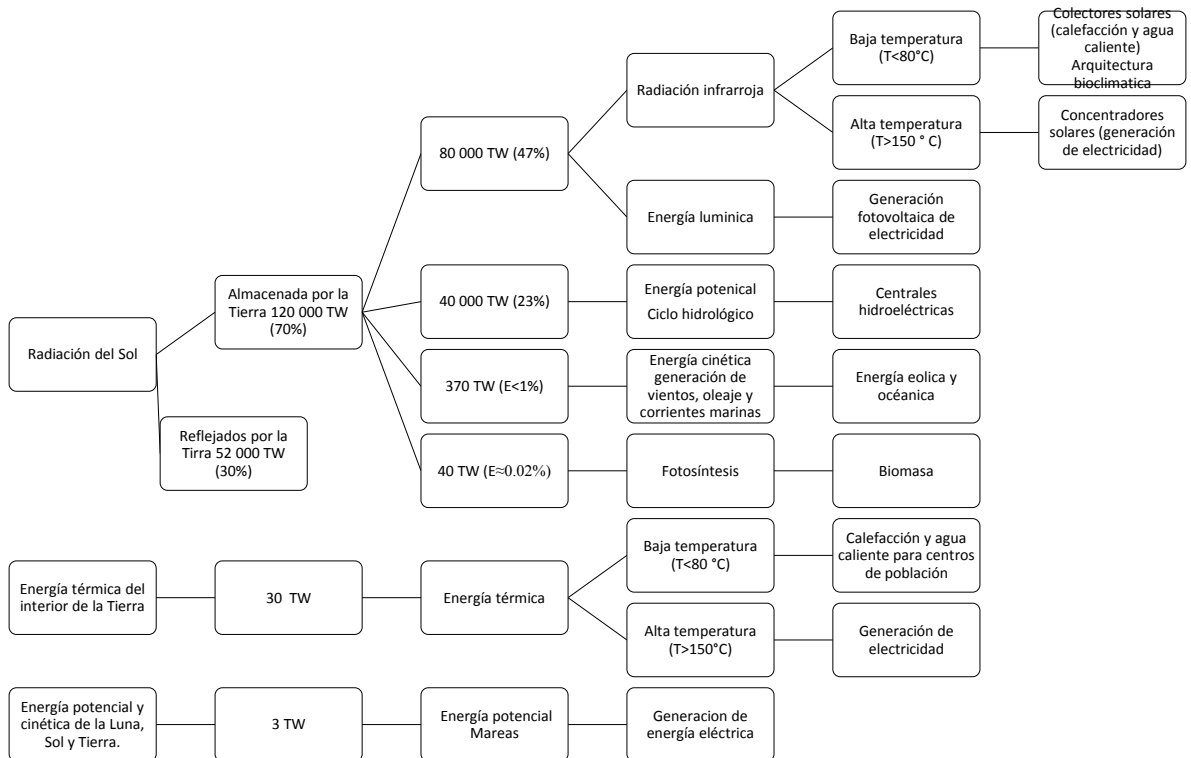 Radiación del Sol
Almacenada por la
Tierra 120 000 TW
(70%)
80 000 TW (47%)
Radiación infrarroja
Baja temperatura
(T<80°C)
Colectores solares
(calefacción y agua
caliente)
Arquitectura
bioclimatica
Alta temperatura
(T>150 ° C)
Concentradores
solares (generación
de electricidad)
Energía luminica
Generación
fotovoltaica de
electricidad
40 000 TW (23%)
Energía potenical
Ciclo hidrológico
Centrales
hidroeléctricas
370 TW (E<1%)
Energía cinética
generación de
vientos, oleaje y
corrientes marinas
Energía eolica y
océanica
40 TW (E≈0.02%)
Fotosíntesis
Biomasa
Reflejados por la
Tirra 52 000 TW
(30%)
Energía térmica del
interior de la Tierra
30 TW
Energía térmica
Baja temperatura
(T<80 °C)
Calefacción y agua
caliente para centros
de población
Alta temperatura
(T>150°C)
Generación de
electricidad
Energía potencial y
cinética de la Luna,
Sol y Tierra.
3 TW
Energía potencial
Mareas
Generacion de
energía eléctrica